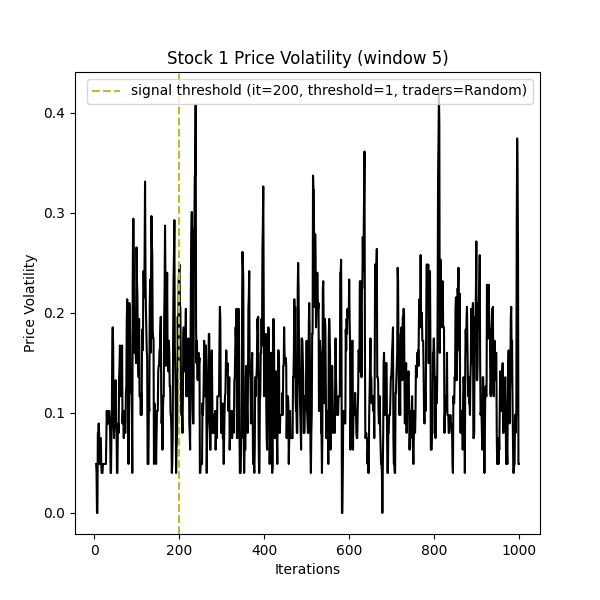 Stock 1 Price Volatility (window 5)
signal threshold (it=200, threshold=1, traders=Random)
0.4
0.3
0.2
0.1
0.0
Price Volatility
0 200 400 600 800 1000
Iterations